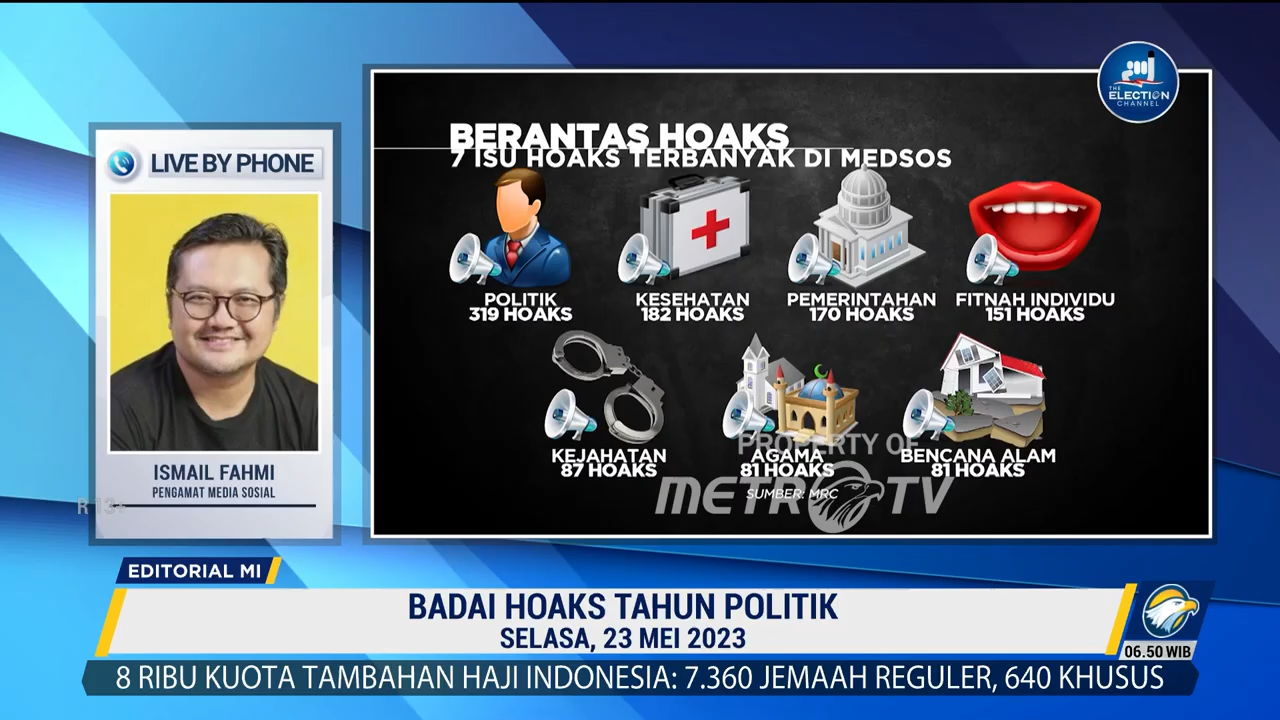 THE
ELECTION
CHANNEL
LIVE BY PHONE
ISMAIL FAHMI
PENGAMAT MEDIA SOSIAL
R 13+
BERANTAS HOAKS
7 ISU HOAKS TERBANYAK DI MEDSOS
POLITIK
319 HOAKS
KESEHATAN
182 HOAKS
PEMERINTAHAN
170 HOAKS
FITNAH INDIVIDU
151 HOAKS
KEJAHATAN
87 HOAKS
AGAMA
81 HOAKS
BENCANA ALAM
81 HOAKS
SUMBER: MRC
PROPERTY OF
METRO TV
EDITORIAL MI
BADAI HOAKS TAHUN POLITIK
SELASA, 23 MEI 2023
06.50 WIB
8 RIBU KUOTA TAMBAHAN HAJI INDONESIA: 7.360 JEMAAH REGULER, 640 KHUSUS